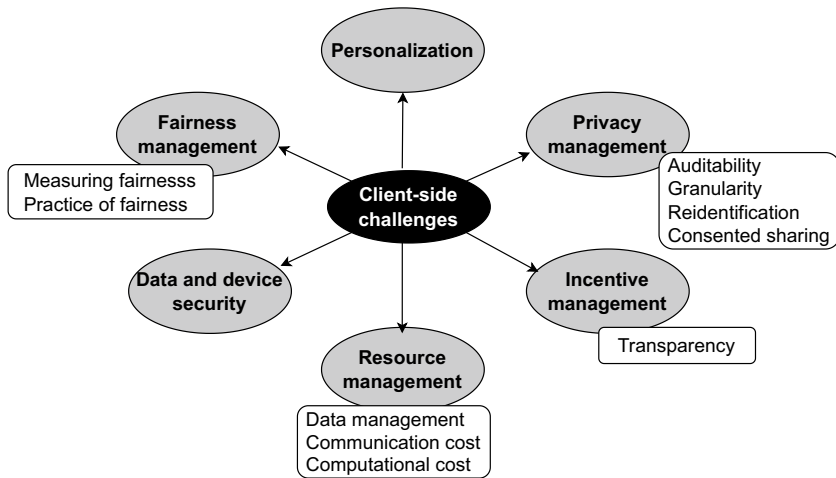 Personalization
Fairness
management
Measuring fairnesss
Practice of fairness
Privacy
management
Auditability
Granularity
Reidentification
Consented sharing
Client-side
challenges
Data and device
security
Incentive
management
Transparency
Resource
management
Data management
Communication cost
Computational cost